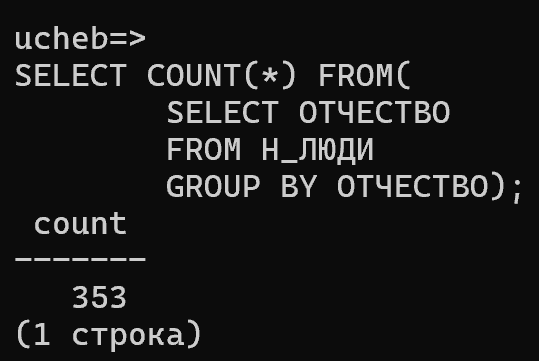 ucheb=>
SELECT COUNT(*) FROM(
SELECT ОТЧЕСТВО
FROM Н_ЛЮДИ
GROUP BY ОТЧЕСТВО);
count
-------
353
(1 строка)